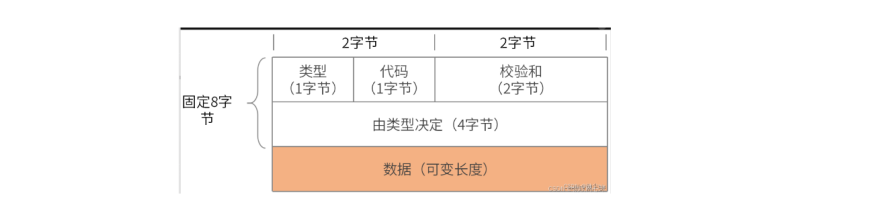 2字节 2字节
类型 代码 校验和
（1字节） （1字节） （2字节）
固定8字
节
由类型决定（4字节）
数据（可变长度）